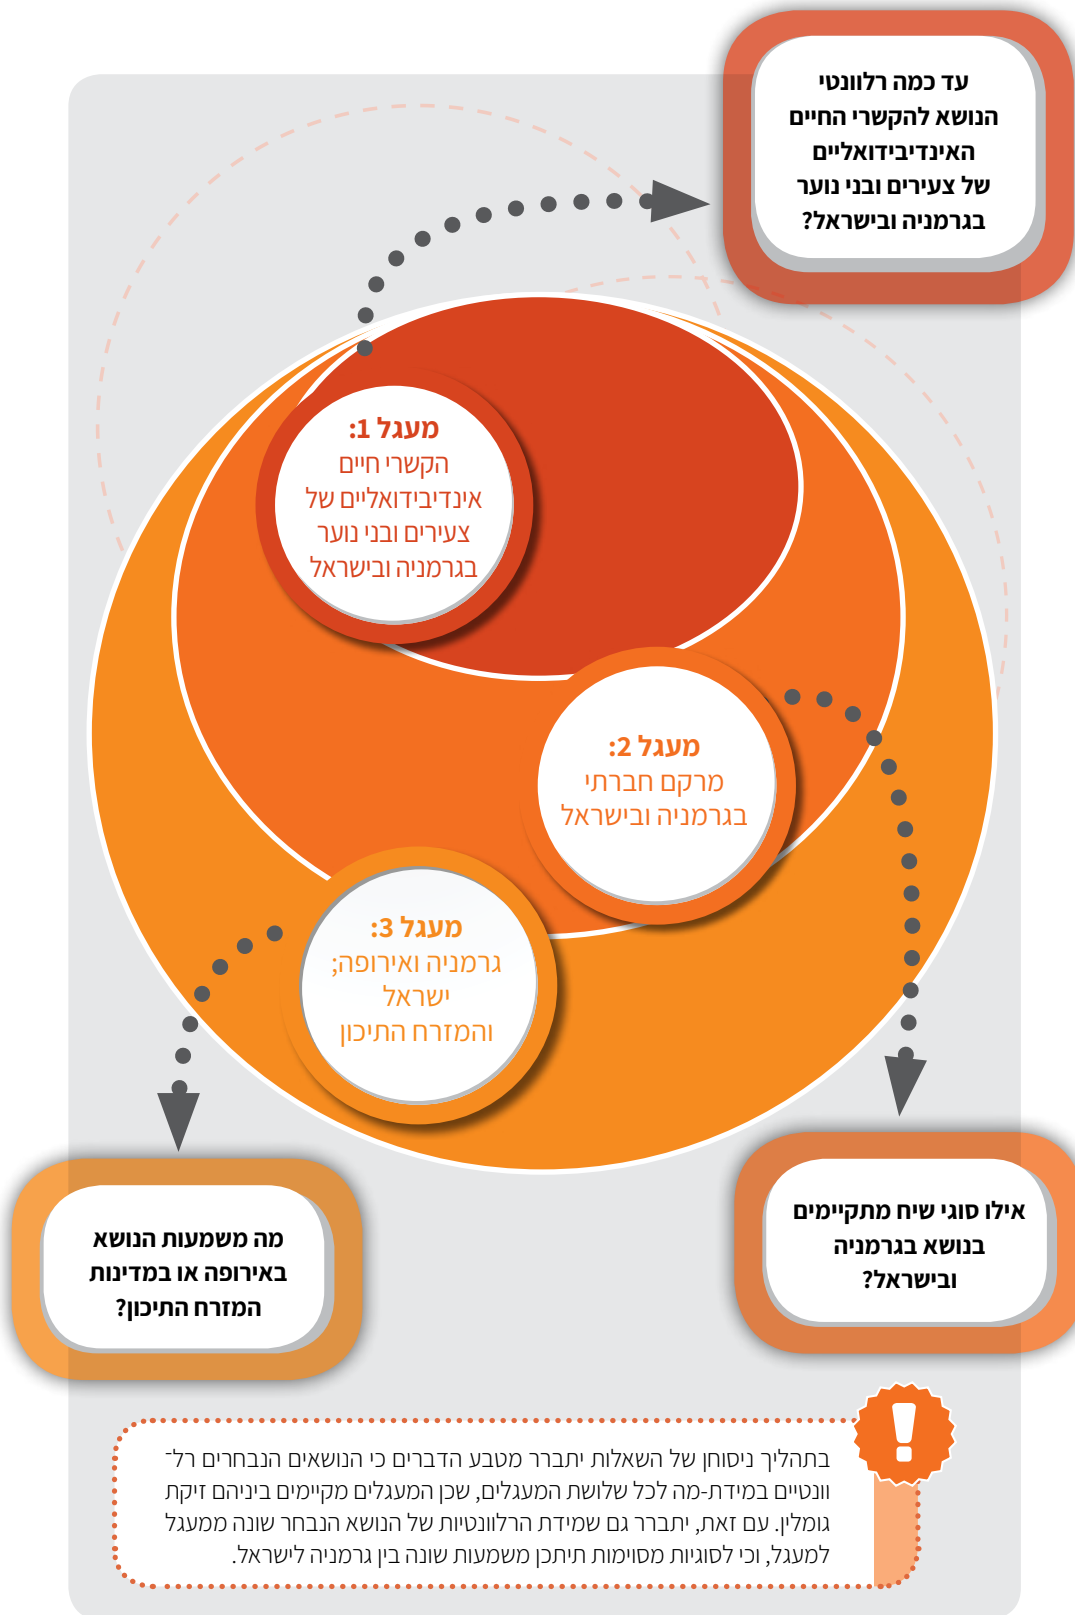 עד כמה רלוונטי
הנושא להקשרי החיים
האינדיבידואליים
של צעירים ובני נוער
בגרמניה ובישראל?
מעגל 1:
הקשרי חיים
אינדיבידואליים של
צעירים ובני נוער
בגרמניה ובישראל
מעגל 2:
מרקם חברתי
בגרמניה ובישראל
מעגל 3:
גרמניה ואירופה;
ישראל
והמזרח התיכון
אילו סוגי שיח מתקיימים
בנושא בגרמניה
ובישראל?
מה משמעות הנושא
באירופה או במדינות
המזרח התיכון?
!
בתהליך ניסוחן של השאלות יתברר מטבע הדברים כי הנושאים הנבחרים רל־
וונטיים במידת-מה לכל שלושת המעגלים, שכן המעגלים מקיימים ביניהם זיקת
גומלין. עם זאת, יתברר גם שמידת הרלוונטיות של הנושא הנבחר שונה ממעגל
למעגל, וכי לסוגיות מסוימות תיתכן משמעות שונה בין גרמניה לישראל.